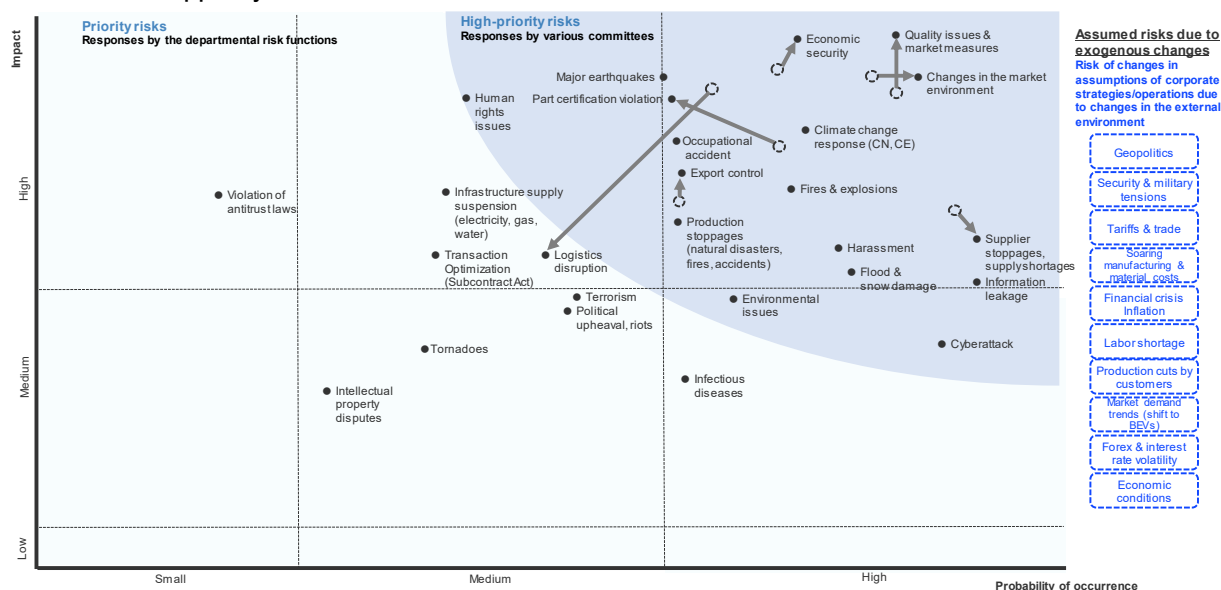 Impact
High
Medium
Low
Priority risks
Responses by the departmental risk functions
High-priority risks
Responses by various committees
Economic
security
Quality issues &
market measures
Major earthquakes
Changes in the market
environment
Human
rights
issues
Part certification violation
Climate change
response (CN, CE)
Occupational
accident
Export control
Violation of
antitrust laws
Infrastructure supply
suspension
(electricity, gas,
water)
Fires & explosions
Production
stoppages
(natural disasters,
fires, accidents)
Harassment
Supplier
stoppages,
supply shortages
Transaction
Optimization
(Subcontract Act)
Logistics
disruption
Flood &
snow damage
Information
leakage
Terrorism
Political
upheaval, riots
Environmental
issues
Tornadoes
Cyberattack
Intellectual
property
disputes
Infectious
diseases
Small
Medium
High
Probability of occurrence
Assumed risks due to
exogenous changes
Risk of changes in
assumptions of corporate
strategies/operations due
to changes in the external
environment
Geopolitics
Security & military
tensions
Tariffs & trade
Soaring
manufacturing &
material costs
Financial crisis
Inflation
Labor shortage
Production cuts by
customers
Market demand
trends (shift to
BEVs)
Forex & interest
rate volatility
Economic
conditions